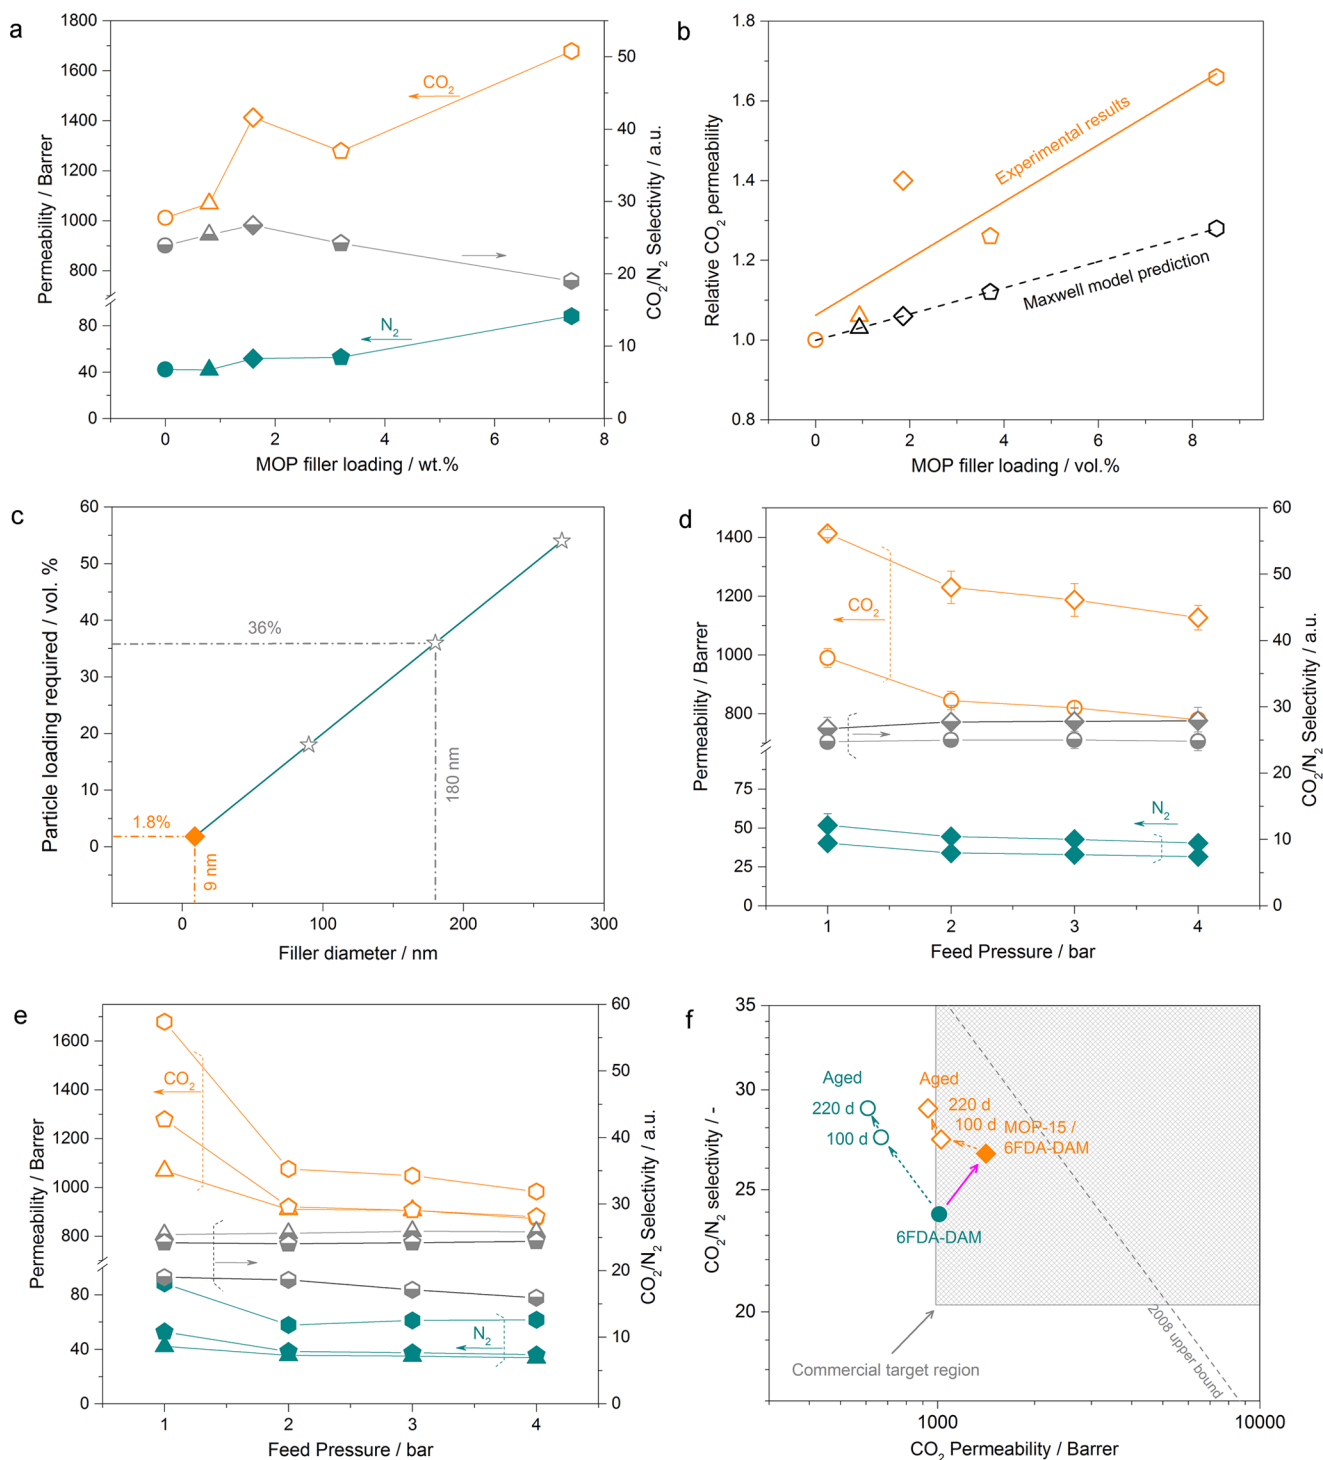 a
1800
1600
1400
1200
1000
800
80
40
0
Permeability / Barrer
CO₂
N₂
50
40
30
20
10
0
CO₂/N₂ Selectivity / a.u.
0 2 4 6 8
MOP filler loading / wt.%
b
1.8
1.6
1.4
1.2
1.0
0.8
Relative CO₂ permeability
Experimental results
Maxwell model prediction
0 2 4 6 8
MOP filler loading / vol.%
c
60
50
40
30
20
10
0
Particle loading required / vol. %
36%
1.8%
9 nm
180 nm
0 100 200 300
Filler diameter / nm
d
1400
1200
1000
800
75
50
25
0
Permeability / Barrer
CO₂
N₂
60
50
40
30
20
10
0
CO₂/N₂ Selectivity / a.u.
1 2 3 4
Feed Pressure / bar
e
1600
1400
1200
1000
800
80
40
0
Permeability / Barrer
CO₂
N₂
60
50
40
30
20
10
0
CO₂/N₂ Selectivity / a.u.
1 2 3 4
Feed Pressure / bar
f
35
30
25
20
CO₂/N₂ selectivity / -
Aged
220 d
100 d
Aged
220 d
100 d
MOP-15 /
6FDA-DAM
6FDA-DAM
Commercial target region
2008 upper bound
1000 10000
CO₂ Permeability / Barrer